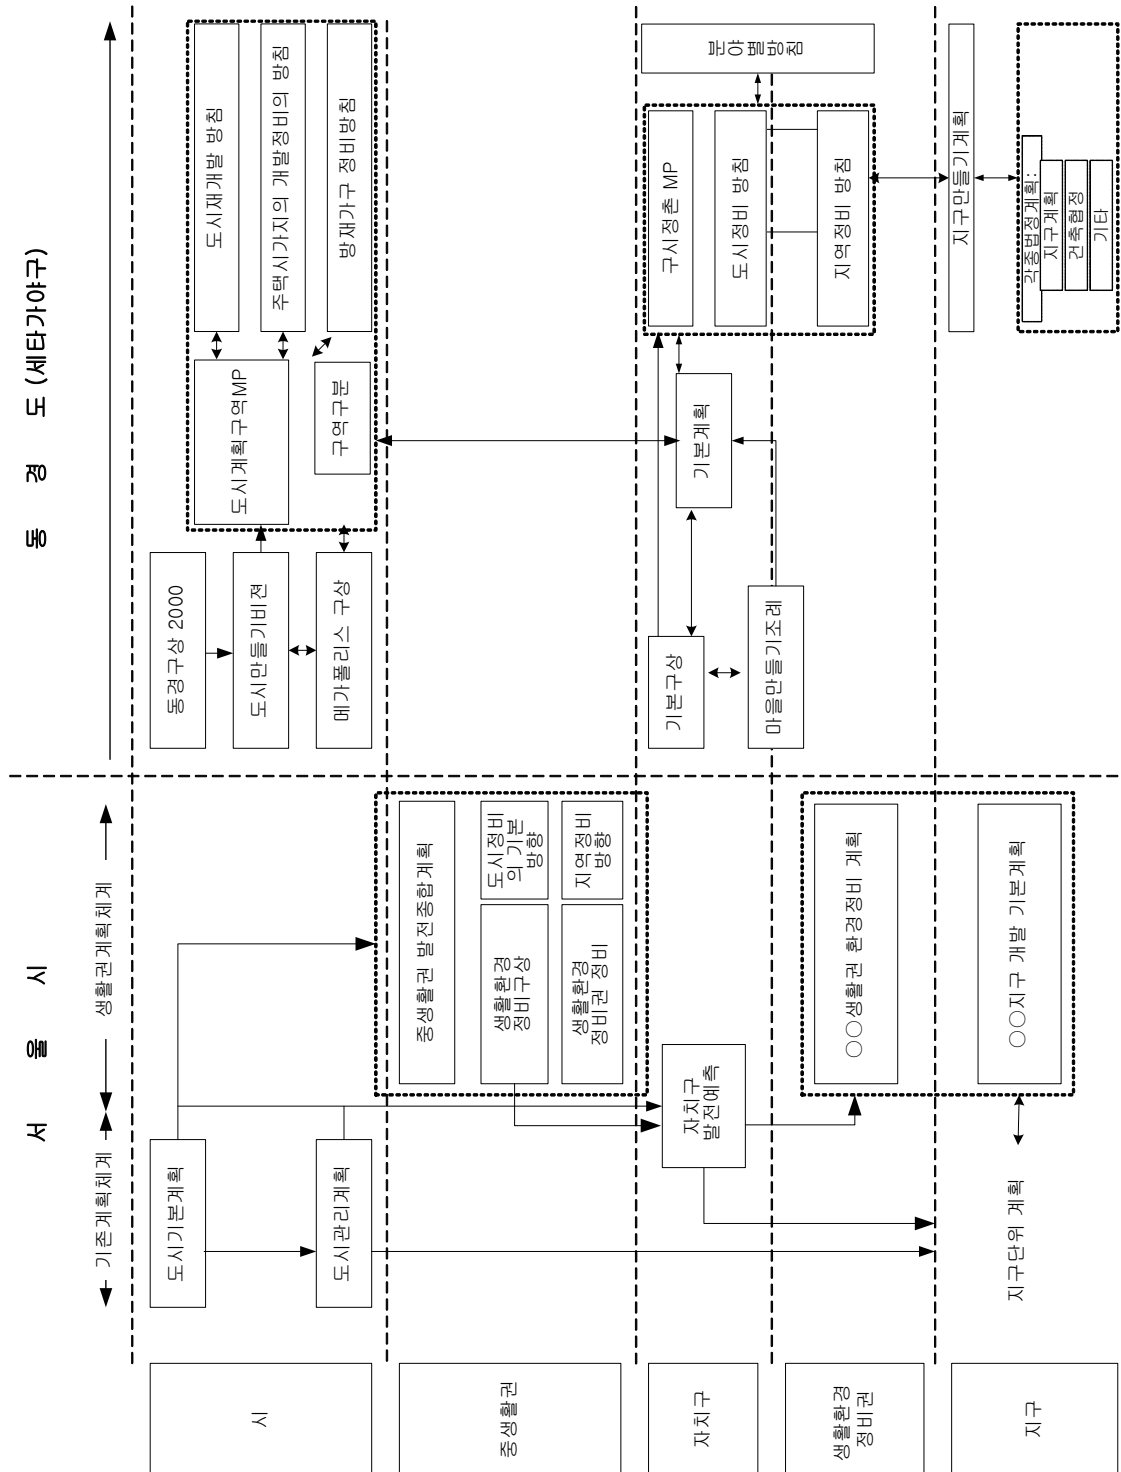 서 울 시
동 경 도 (세타가야구)
기존계획체계
생활권계획체계
시
도시기본계획
도시관리계획
동경구상 2000
도시만들기비젼
메가폴리스 구상
도시계획구역MP
구역구분
도시재개발 방침
주택시가지의 개발정비의 방침
방재가구 정비방침
중생활권
중생활권 발전종합계획
생활환경
정비구상
도시정비
의 기본
방향
생활환경
정비권 정비
지역정비
방향
자치구
자치구
발전예측
기본구상
기본계획
구시정촌 MP
도시정비 방침
지역정비 방침
분야별방침
마을만들기조례
생활환경
정비권
○○생활권 환경정비 계획
지구
지구단위 계획
○○지구 개발 기본계획
지구만들기계획
각종법정계획:
지구계획
건축협정
기타